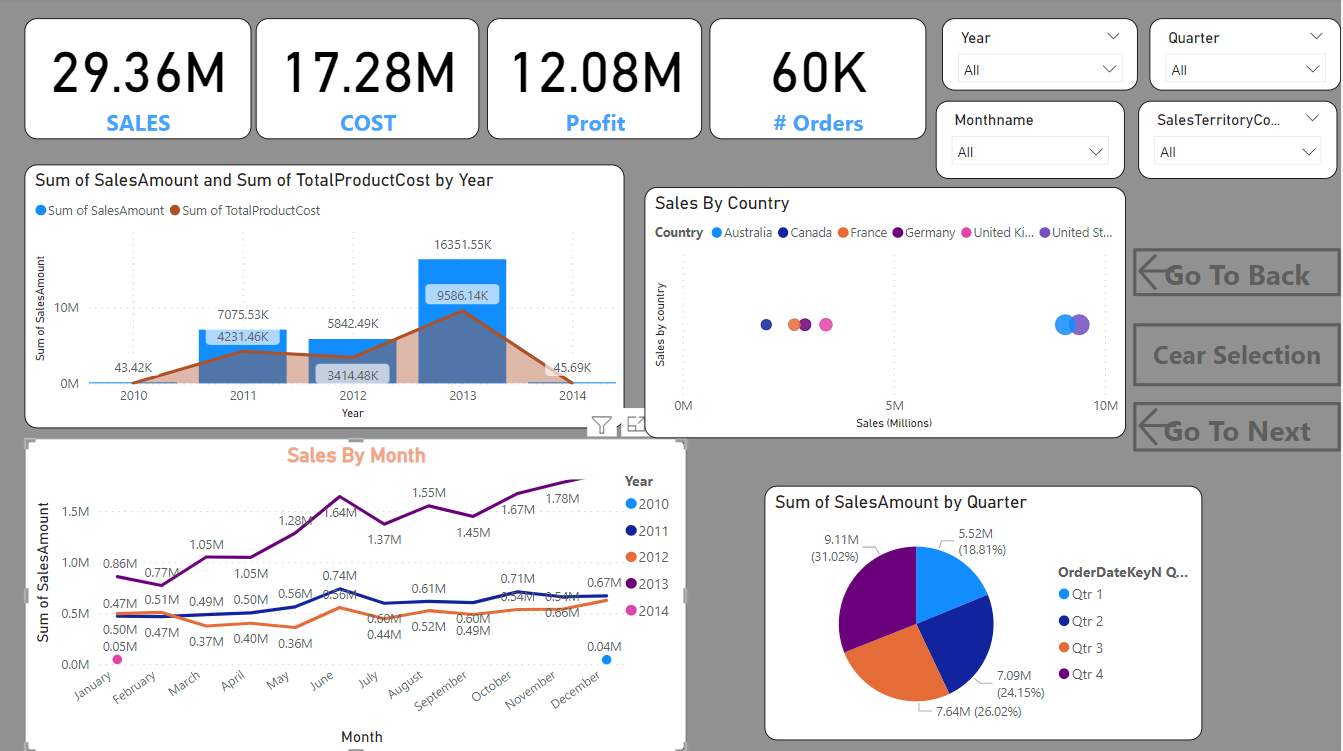 29.36M
SALES
17.28M
COST
12.08M
Profit
60K
# Orders
Year
All
Quarter
All
Monthname
All
SalesTerritoryCo...
All
Sum of SalesAmount and Sum of TotalProductCost by Year
Sum of SalesAmount
Sum of TotalProductCost
Sum of SalesAmount
10M
0M
43.42K
7075.53K
4231.46K
5842.49K
3414.48K
16351.55K
9586.14K
45.69K
2010
2011
2012
2013
2014
Year
Sales By Country
Country
Australia
Canada
France
Germany
United Ki...
United St...
Sales by country
0M
5M
10M
Sales (Millions)
Go To Back
Cear Selection
Go To Next
Sales By Month
Sum of SalesAmount
1.5M
1.0M
0.5M
0.0M
0.86M
0.77M
1.05M
1.05M
1.28M
1.64M
1.37M
1.55M
1.45M
1.67M
1.78M
0.47M
0.51M
0.49M
0.50M
0.56M
0.74M
0.56M
0.60M
0.61M
0.60M
0.71M
0.54M
0.54M
0.67M
0.50M
0.47M
0.37M
0.40M
0.36M
0.44M
0.52M
0.49M
0.66M
0.05M
0.04M
January
February
March
April
May
June
July
August
September
October
November
December
Month
Year
2010
2011
2012
2013
2014
Sum of SalesAmount by Quarter
9.11M
(31.02%)
5.52M
(18.81%)
7.09M
(24.15%)
7.64M (26.02%)
OrderDateKeyN Q...
Qtr 1
Qtr 2
Qtr 3
Qtr 4